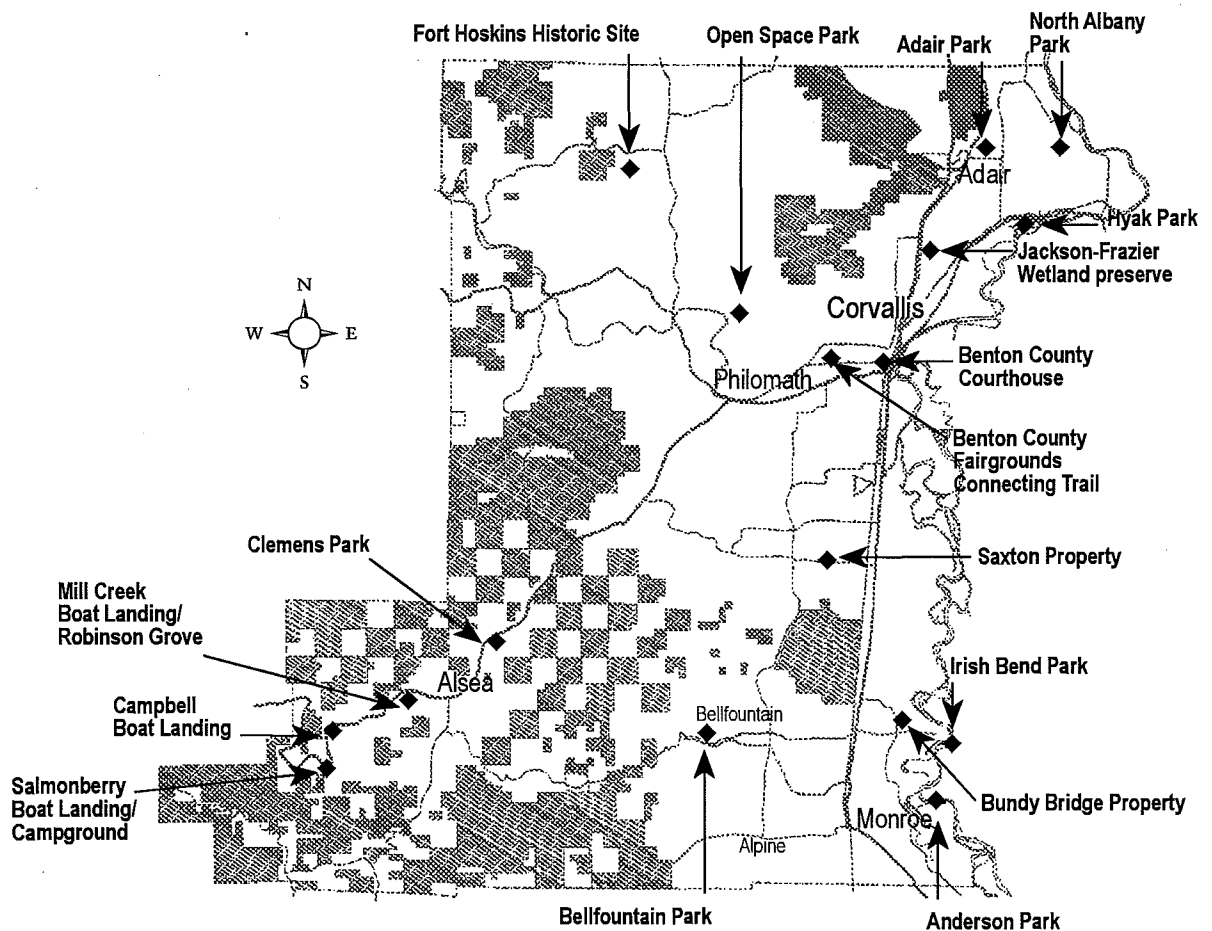 Fort Hoskins Historic Site
Open Space Park
Adair Park
North Albany
Park
Adair
Hyak Park
Jackson-Frazier
Wetland preserve
N
W
E
S
Corvallis
Philomath
Benton County
Courthouse
Benton County
Fairgrounds
Connecting Trail
Clemens Park
Saxton Property
Mill Creek
Boat Landing/
Robinson Grove
Alsea
Irish Bend Park
Campbell
Boat Landing
Bellfountain
Salmonberry
Boat Landing/
Campground
Bundy Bridge Property
Monroe
Alpine
Bellfountain Park
Anderson Park